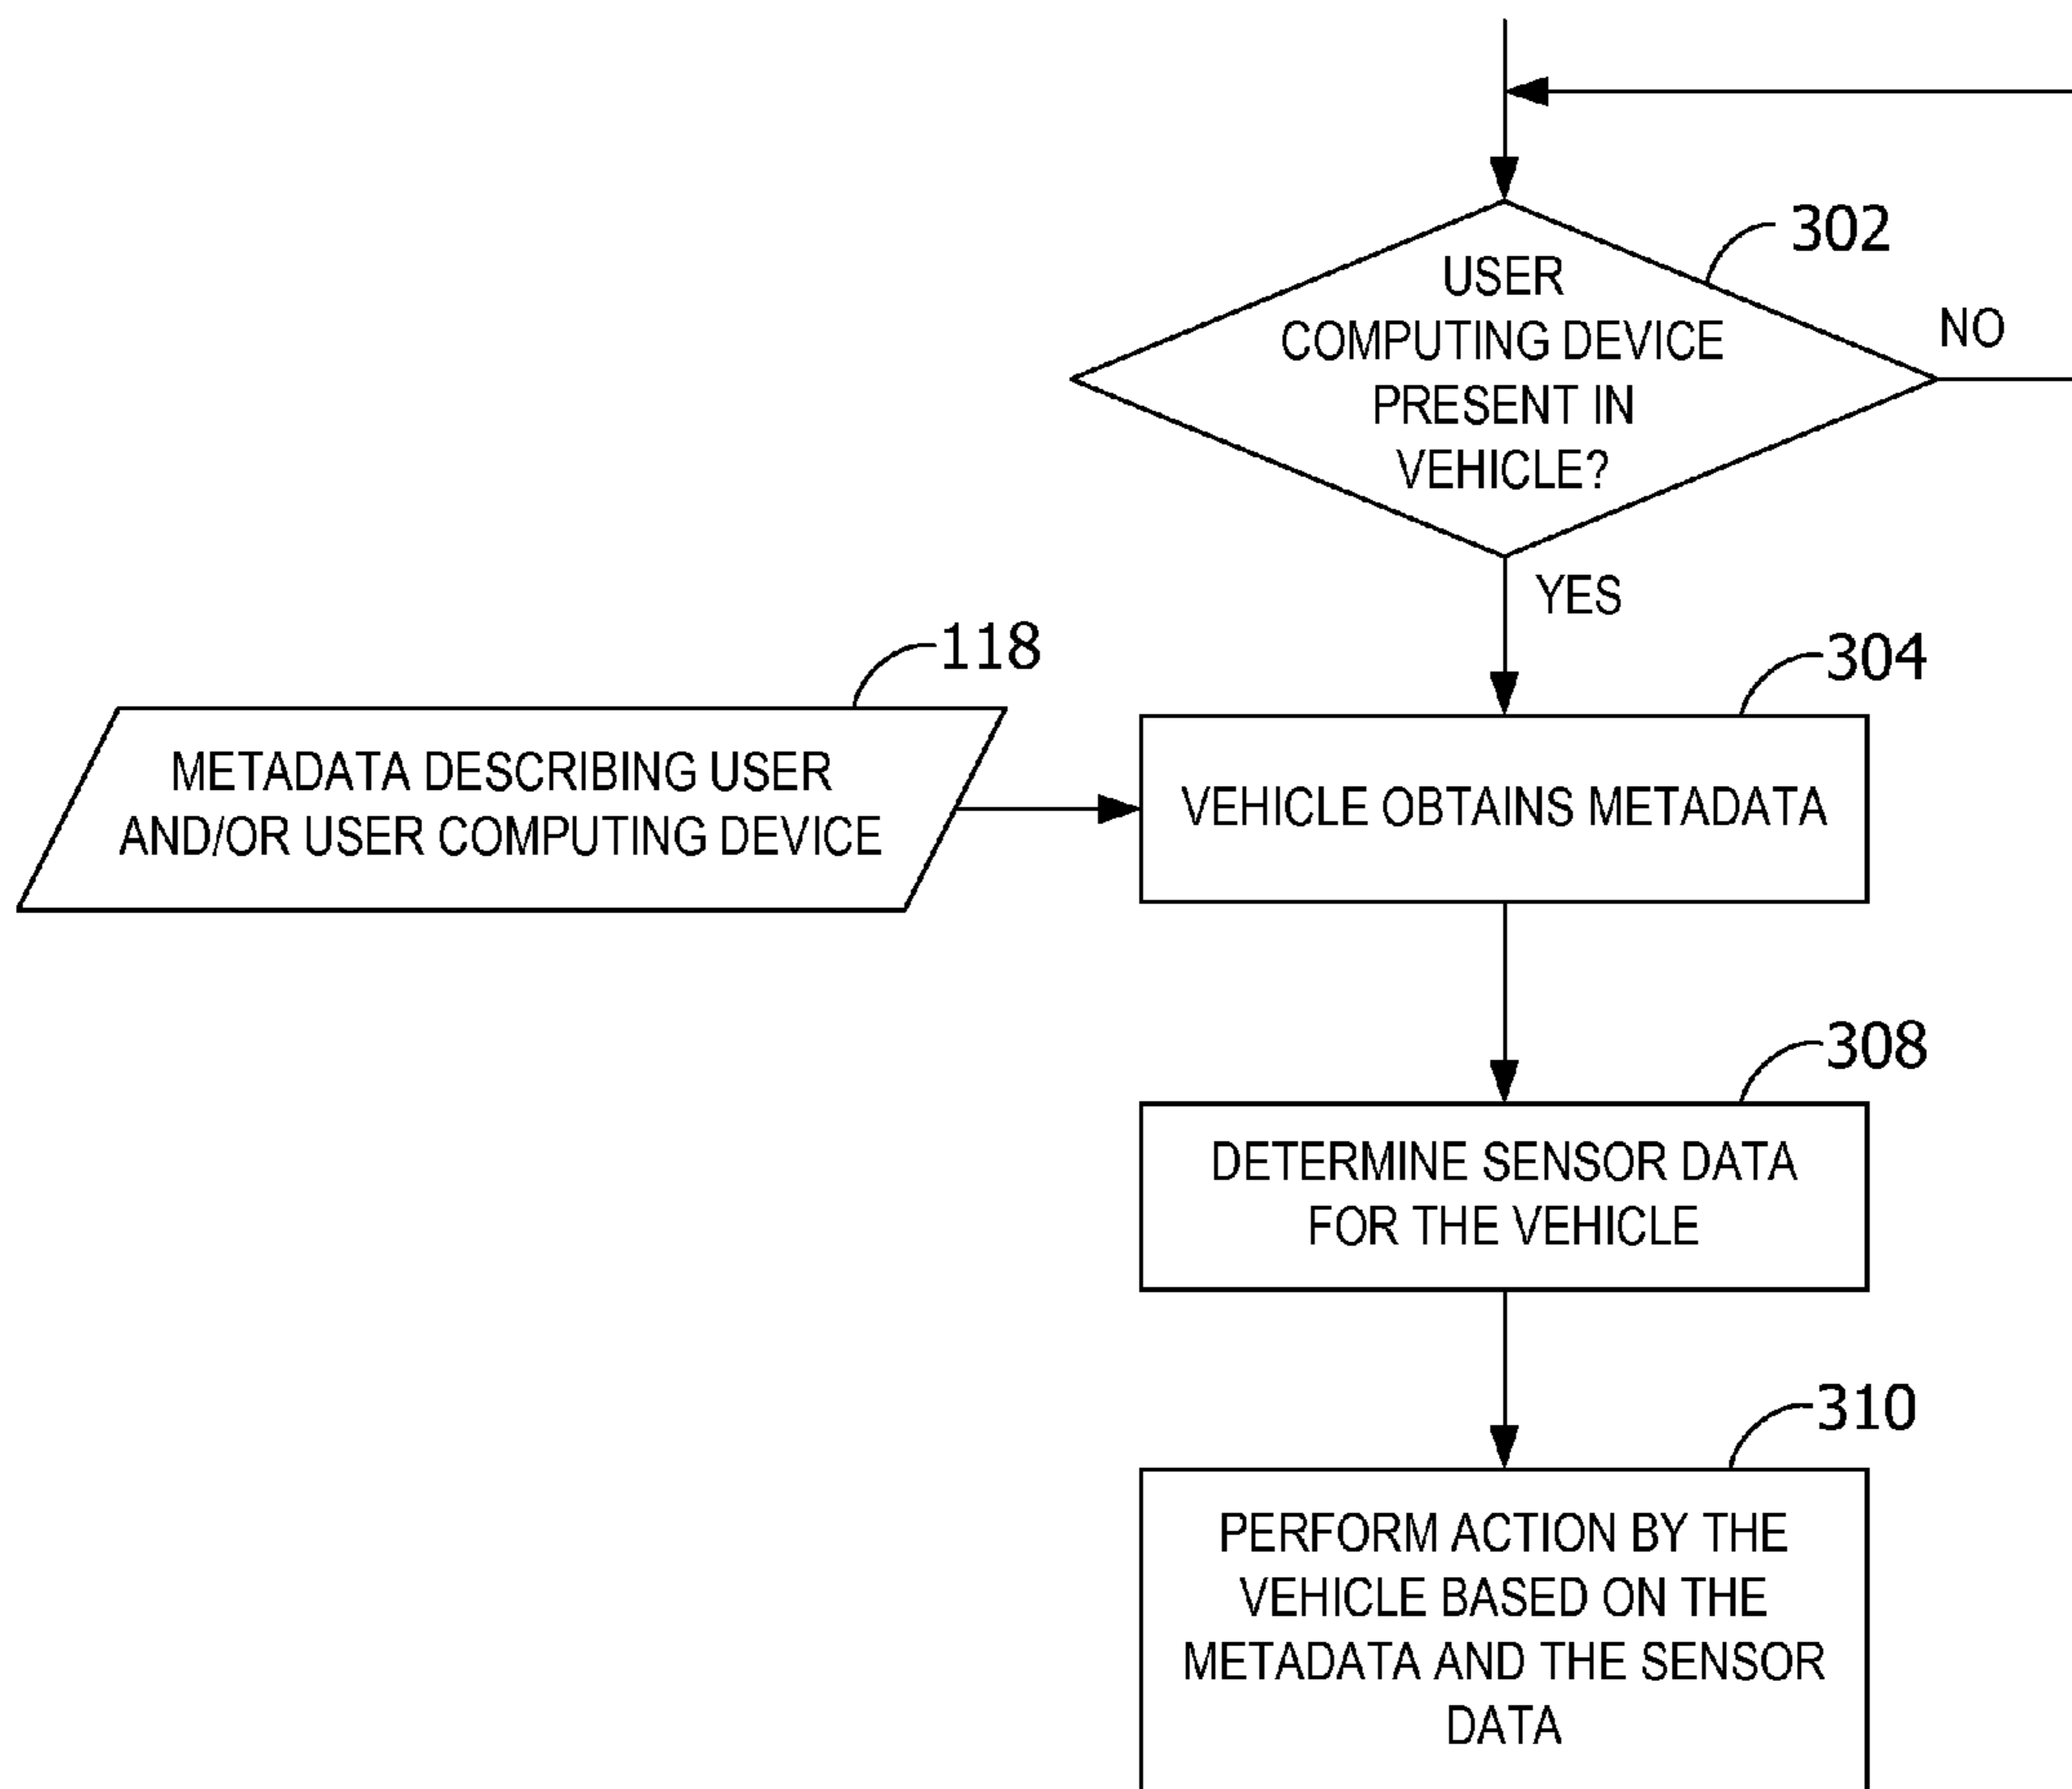 302
USER
COMPUTING DEVICE
PRESENT IN
VEHICLE?
NO
YES
118
METADATA DESCRIBING USER
AND/OR USER COMPUTING DEVICE
304
VEHICLE OBTAINS METADATA
308
DETERMINE SENSOR DATA
FOR THE VEHICLE
310
PERFORM ACTION BY THE
VEHICLE BASED ON THE
METADATA AND THE SENSOR
DATA